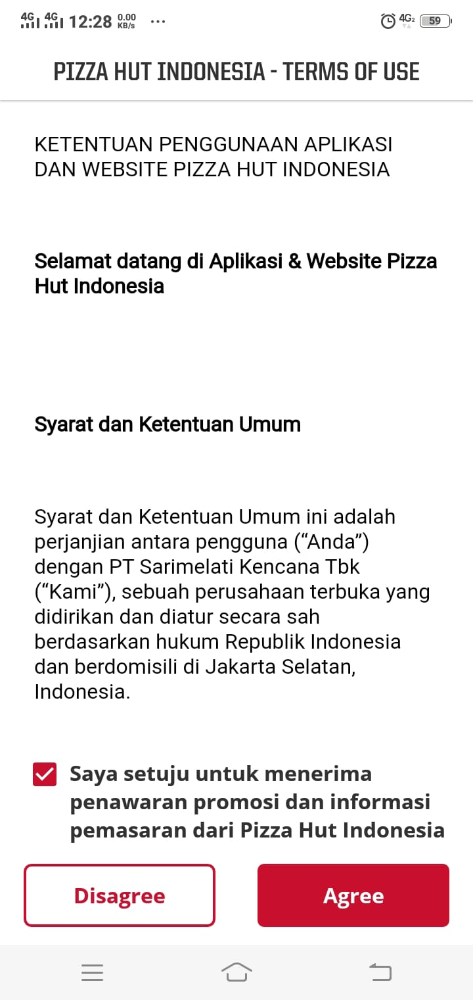 4G 4G 12:28 0.00 KB/s ... 4G2 59
PIZZA HUT INDONESIA - TERMS OF USE
KETENTUAN PENGGUNAAN APLIKASI
DAN WEBSITE PIZZA HUT INDONESIA
Selamat datang di Aplikasi & Website Pizza
Hut Indonesia
Syarat dan Ketentuan Umum
Syarat dan Ketentuan Umum ini adalah
perjanjian antara pengguna (“Anda”)
dengan PT Sarimelati Kencana Tbk
(“Kami”), sebuah perusahaan terbuka yang
didirikan dan diatur secara sah
berdasarkan hukum Republik Indonesia
dan berdomisili di Jakarta Selatan,
Indonesia.
Saya setuju untuk menerima
penawaran promosi dan informasi
pemasaran dari Pizza Hut Indonesia
Disagree Agree